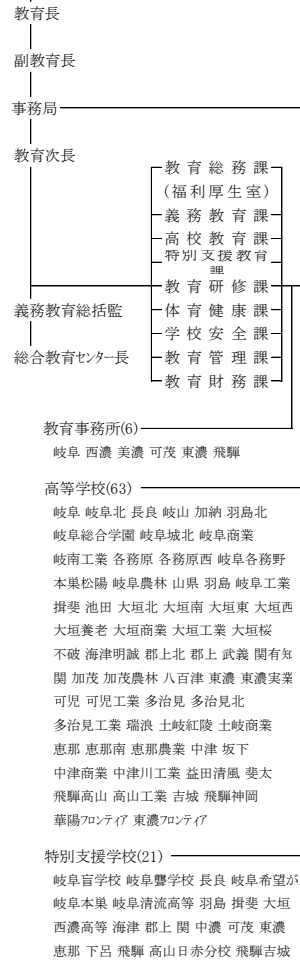 教育長
副教育長
事務局
教育次長
教育総務課
(福利厚生室)
義務教育課
高校教育課
特別支援教育
課
教育研修課
体育健康課
学校安全課
教育管理課
教育財務課
義務教育総括監
総合教育センター長
教育事務所(6)
岐阜 西濃 美濃 可茂 東濃 飛騨
高等学校(63)
岐阜 岐阜北 長良 岐山 加納 羽島北
岐阜総合学園 岐阜城北 岐阜商業
岐南工業 各務原 各務原西 岐阜各務野
本巣松陽 岐阜農林 山県 羽島 岐阜工業
揖斐 池田 大垣北 大垣南 大垣東 大垣西
大垣養老 大垣商業 大垣工業 大垣桜
不破 海津明誠 郡上北 郡上 武義 関有知
関 加茂 加茂農林 八百津 東濃 東濃実業
可児 可児工業 多治見 多治見北
多治見工業 瑞浪 土岐紅陵 土岐商業
恵那 恵那南 恵那農業 中津 坂下
中津商業 中津川工業 益田清風 斐太
飛騨高山 高山工業 吉城 飛騨神岡
華陽フロンティア 東濃フロンティア
特別支援学校(21)
岐阜盲学校 岐阜聾学校 長良 岐阜希望が
岐阜本巣 岐阜清流高等 羽島 揖斐 大垣
西濃高等 海津 郡上 関 中濃 可茂 東濃
恵那 下呂 飛騨 高山日赤分校 飛騨吉城